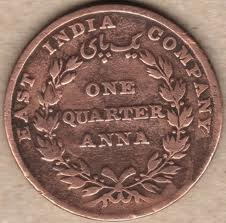 EAST INDIA COMPANY
یک پائی
ONE
QUARTER
ANNA